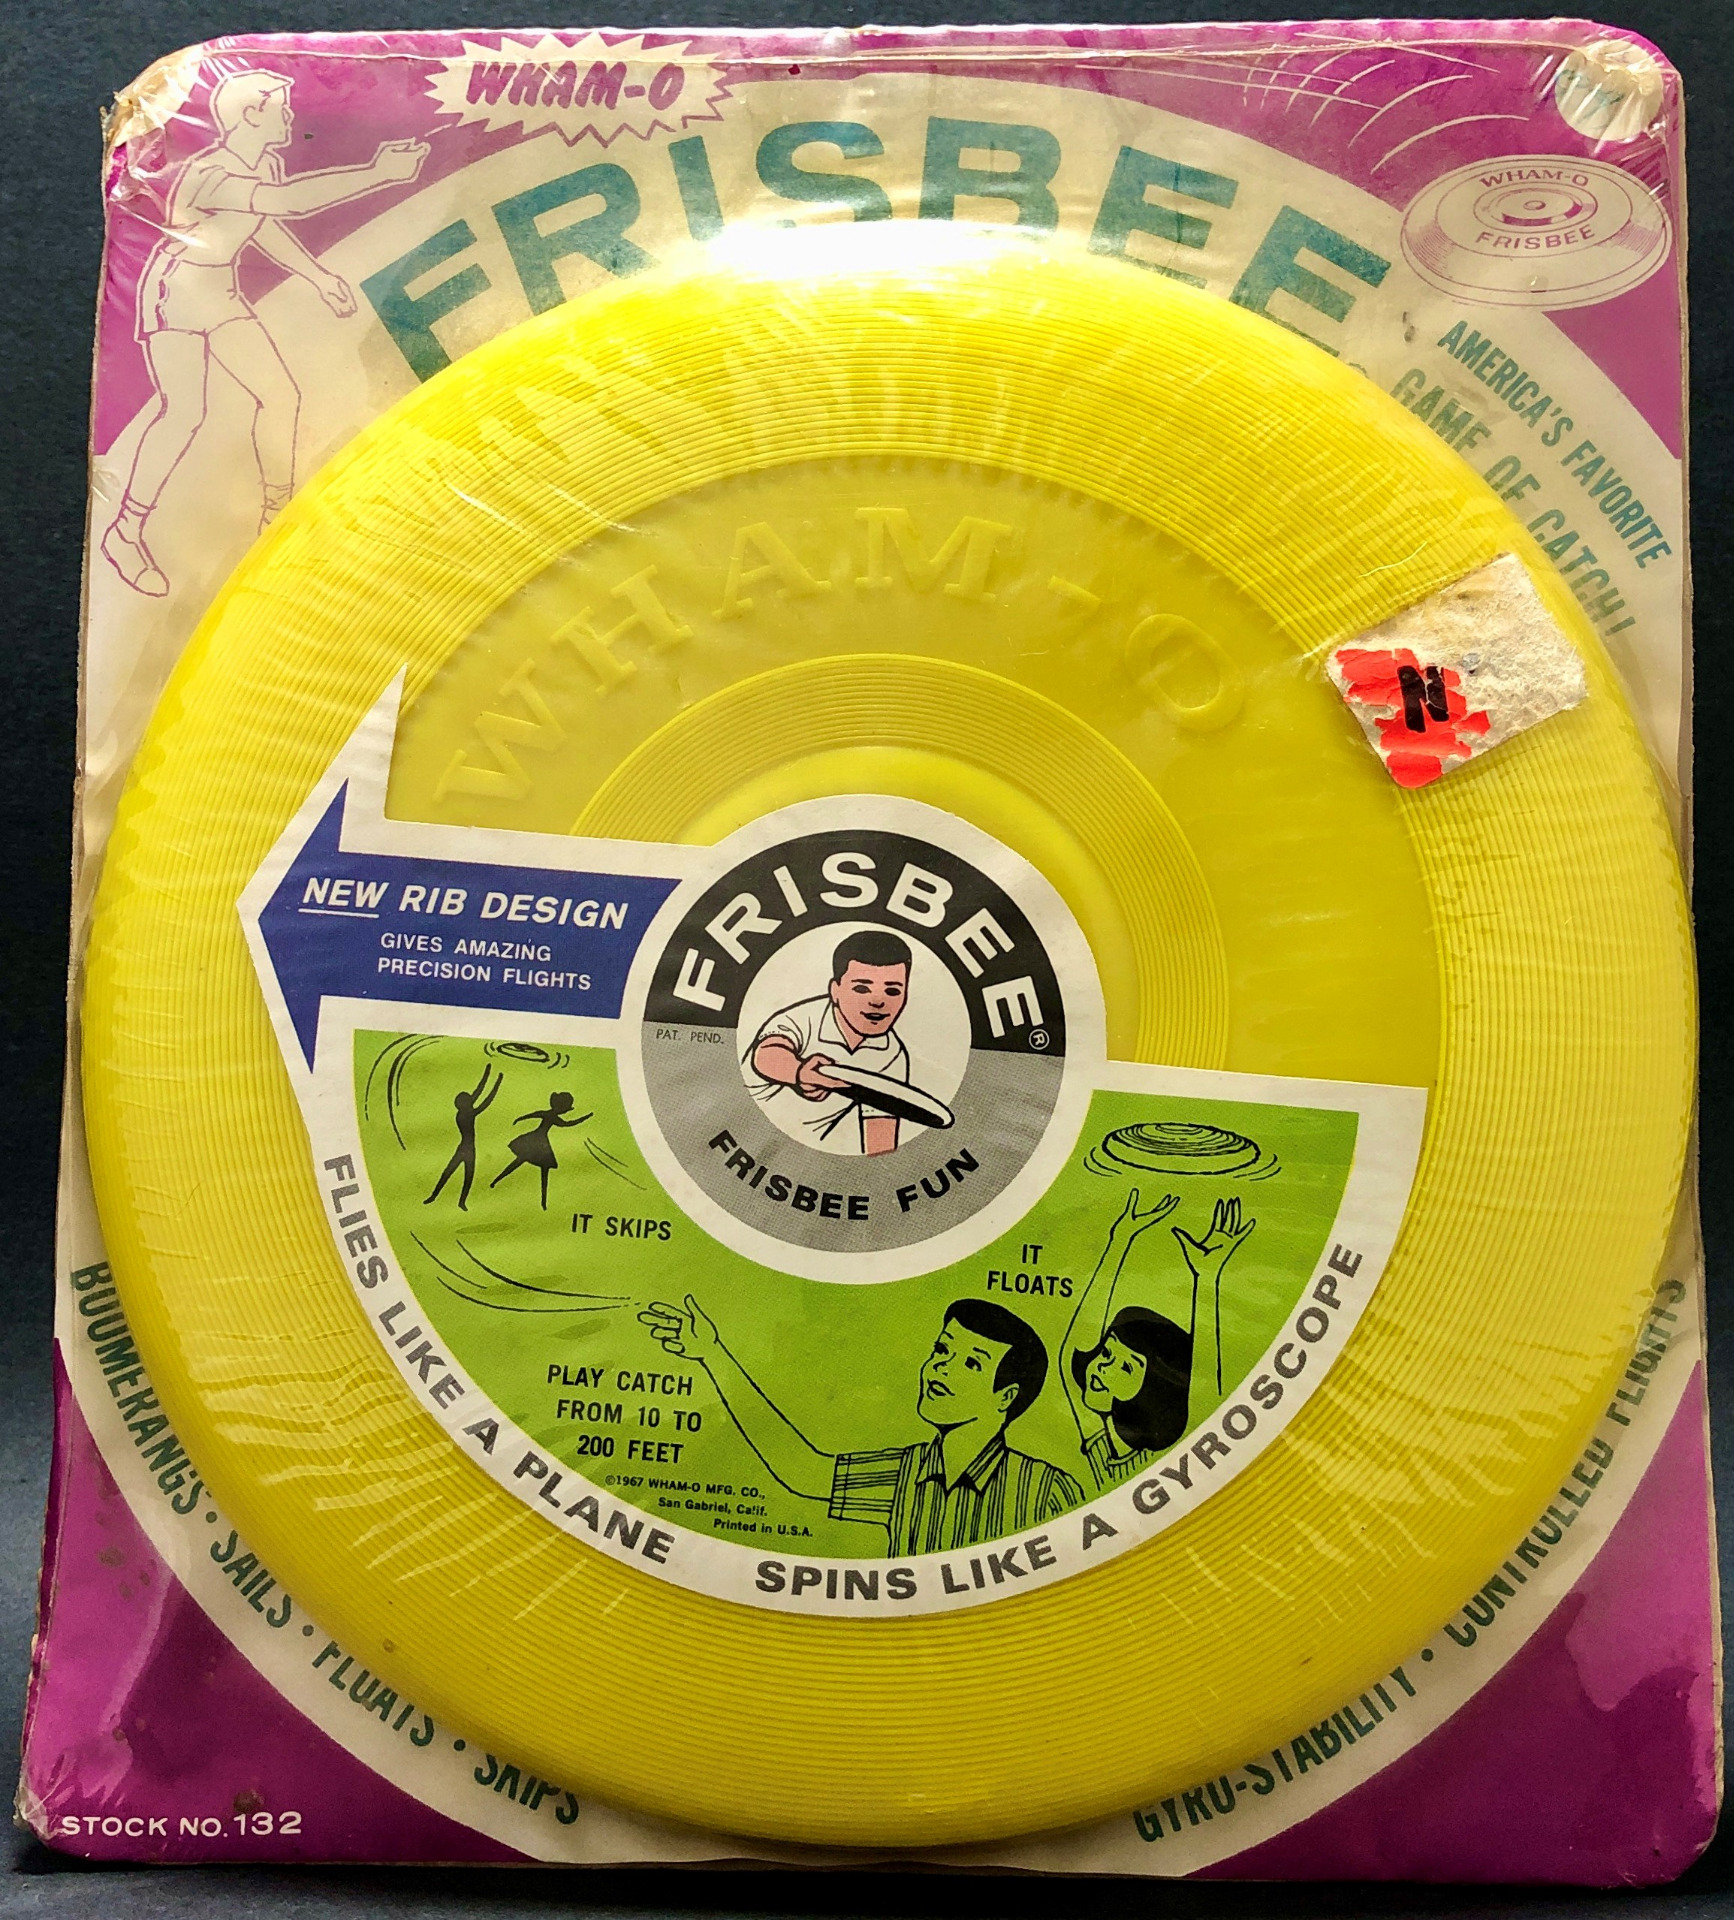 WHAM-O
FRISBEE
WHAM-O
FRISBEE
AMERICA'S FAVORITE
GAME OF CATCH!
WHAM-O
N
NEW RIB DESIGN
GIVES AMAZING
PRECISION FLIGHTS
FRISBEE®
PAT. PEND.
FRISBEE FUN
IT SKIPS
IT
FLOATS
PLAY CATCH
FROM 10 TO
200 FEET
©1967 WHAM-O MFG. CO.,
San Gabriel, Calif.
Printed in U.S.A.
FLIES LIKE A PLANE SPINS LIKE A GYROSCOPE
BOOMERANGS • SAILS • FLOATS • SKIPS
GYRO-STABILITY • CONTROLLED FLIGHTS
STOCK NO. 132